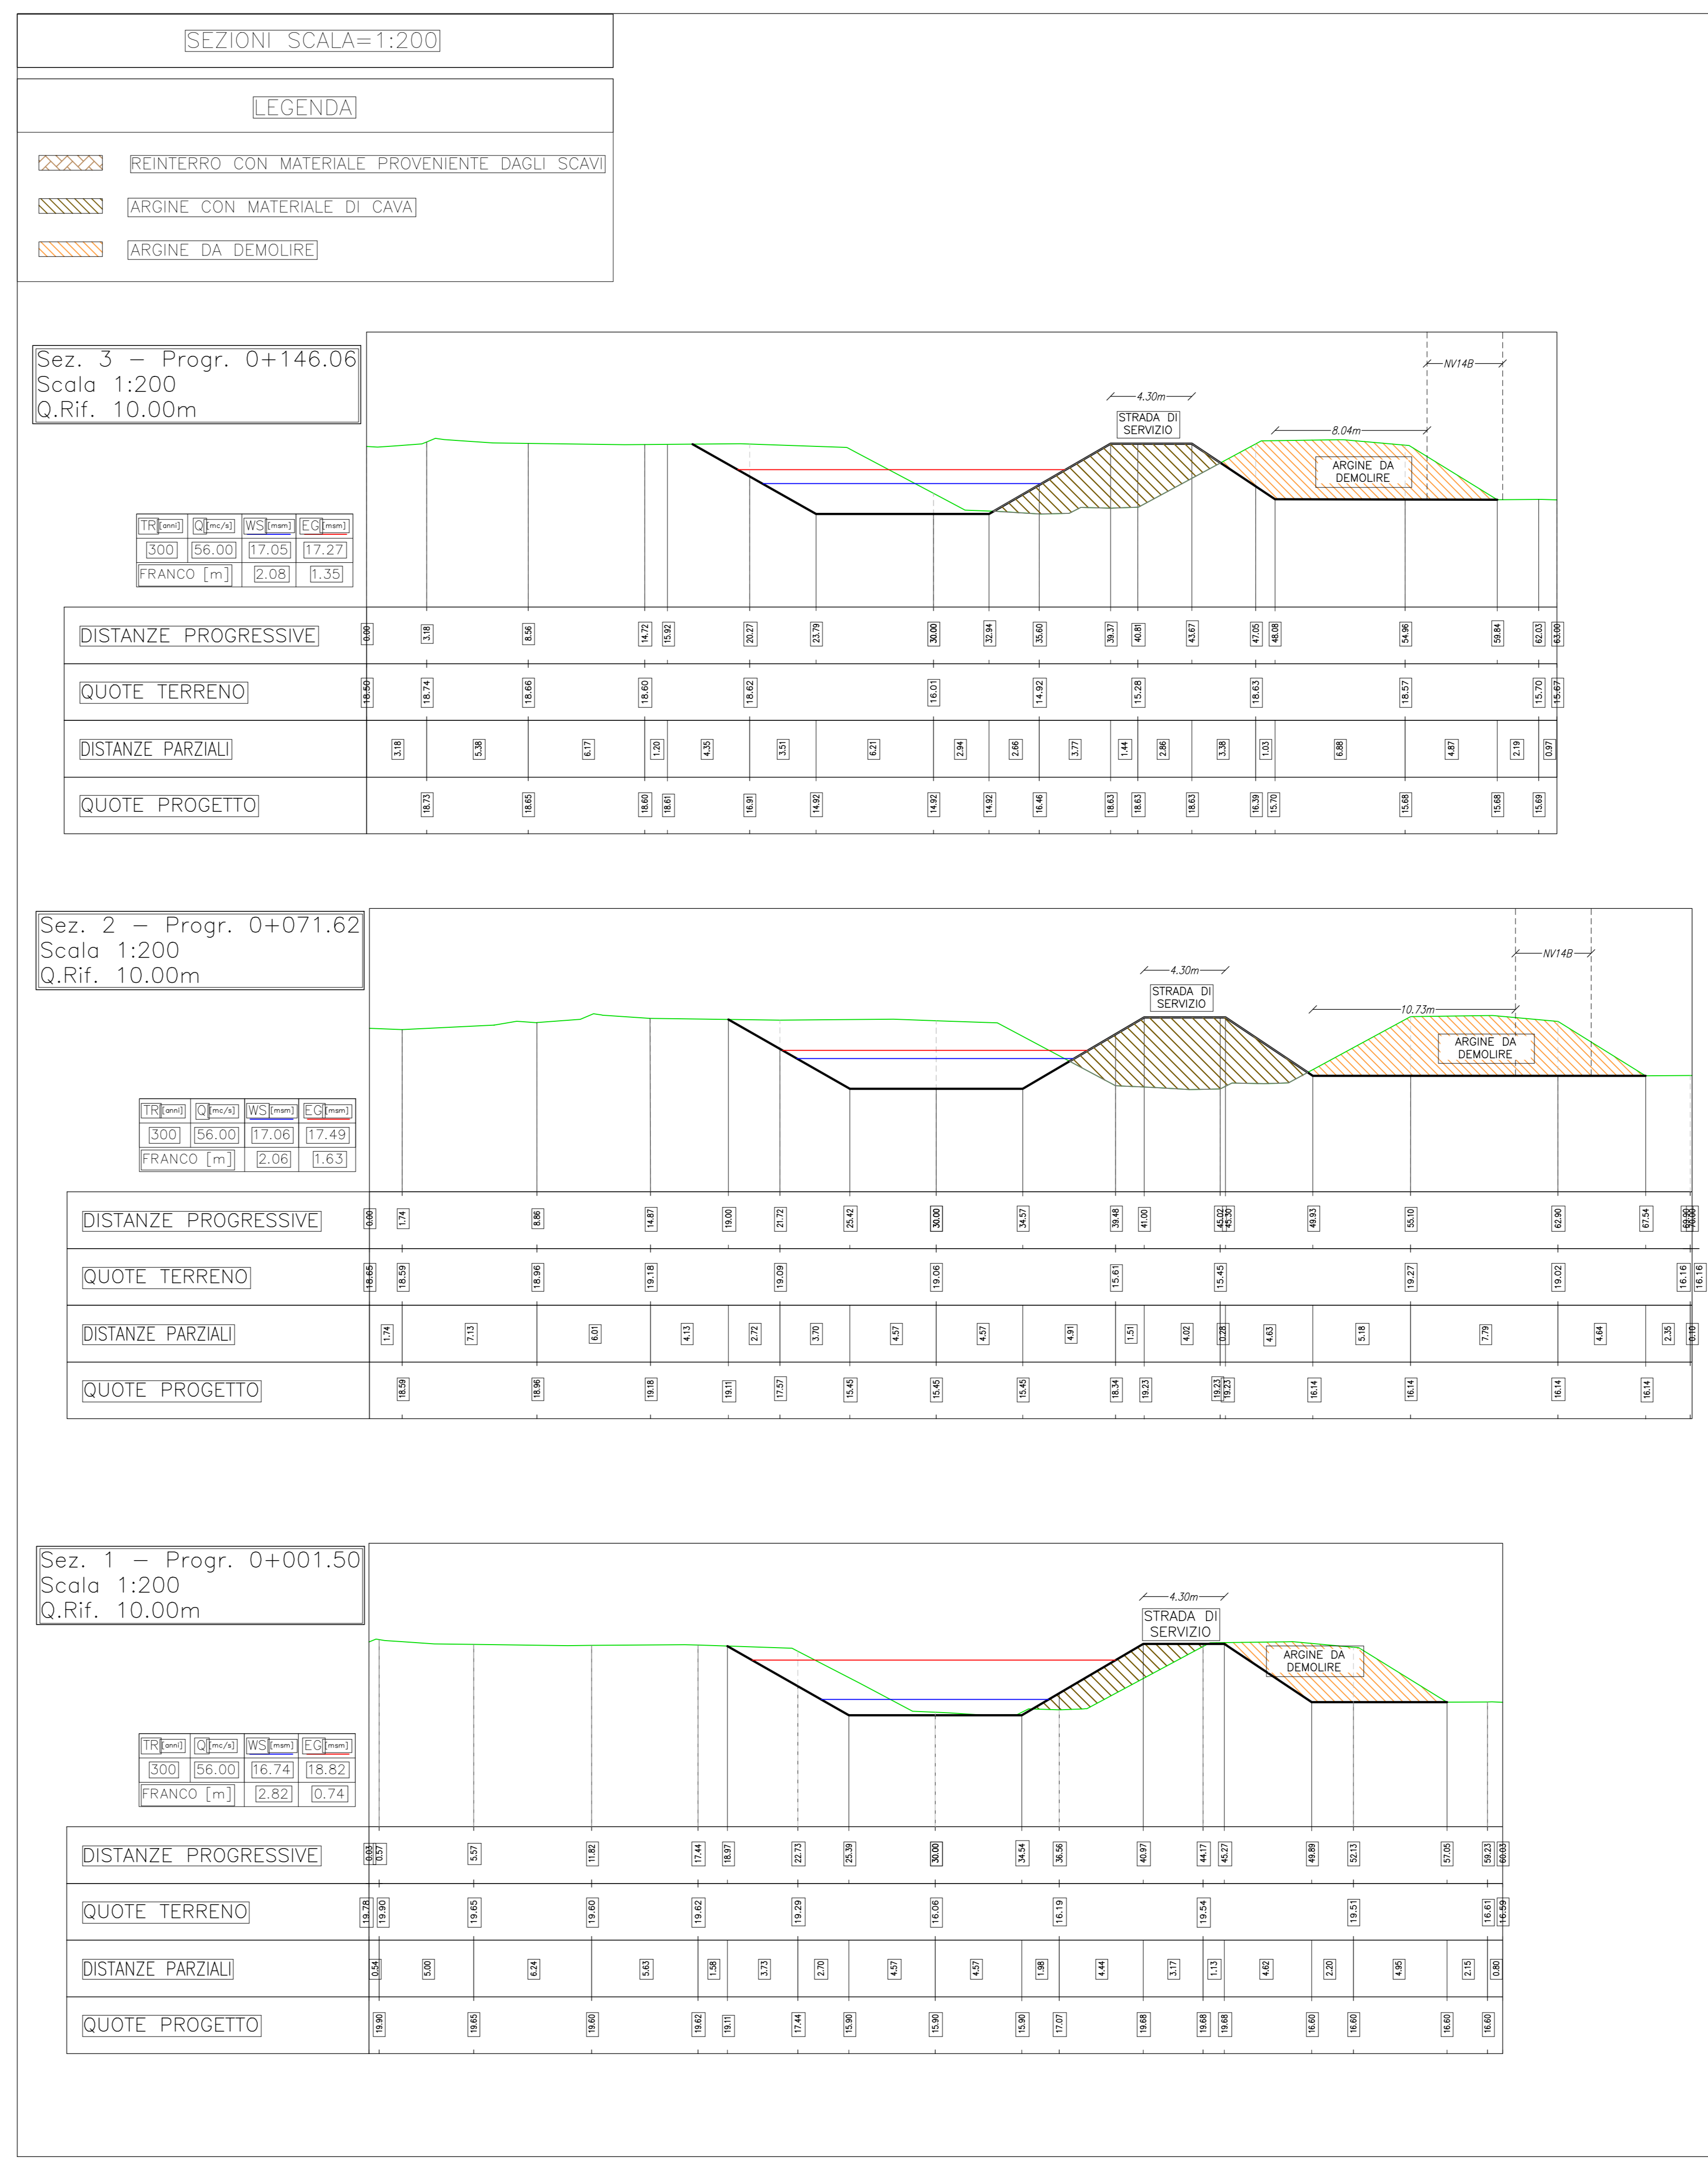 SEZIONI SCALA=1:200
LEGENDA
REINTERRO CON MATERIALE PROVENIENTE DAGLI SCAVI
ARGINE CON MATERIALE DI CAVA
ARGINE DA DEMOLIRE
Sez. 3 – Progr. 0+146.06
Scala 1:200
Q.Rif. 10.00m
NV14B
4.30m
STRADA DI
SERVIZIO
8.04m
ARGINE DA
DEMOLIRE
TR[anni] Q[mc/s] WS[msm] EG[msm]
300 56.00 17.05 17.27
FRANCO [m] 2.08 1.35
DISTANZE PROGRESSIVE 0.00 3.18 8.56 14.72 15.92 20.27 23.79 30.00 32.94 35.60 39.37 40.81 43.67 47.05 48.08 54.96 59.84 62.03 63.00
QUOTE TERRENO 18.50 18.74 18.66 18.60 18.62 16.01 14.92 15.28 18.63 18.57 15.70 15.67
DISTANZE PARZIALI 3.18 5.38 6.17 1.20 4.35 3.51 6.21 2.94 2.66 3.77 1.44 2.86 3.38 1.03 6.88 4.87 2.19 0.97
QUOTE PROGETTO 18.73 18.65 18.60 18.61 16.91 14.92 14.92 14.92 16.46 18.63 18.63 18.63 16.39 15.70 15.68 15.68 15.69
Sez. 2 – Progr. 0+071.62
Scala 1:200
Q.Rif. 10.00m
NV14B
4.30m
STRADA DI
SERVIZIO
10.73m
ARGINE DA
DEMOLIRE
TR[anni] Q[mc/s] WS[msm] EG[msm]
300 56.00 17.06 17.49
FRANCO [m] 2.06 1.63
DISTANZE PROGRESSIVE 0.00 1.74 8.86 14.87 19.00 21.72 25.42 30.00 34.57 39.48 41.00 45.02 45.30 49.93 55.10 62.90 67.54 69.90 70.00
QUOTE TERRENO 18.65 18.59 18.96 19.18 19.09 19.06 15.61 15.45 19.27 19.02 16.16 16.16
DISTANZE PARZIALI 1.74 7.13 6.01 4.13 2.72 3.70 4.57 4.57 4.91 1.51 4.02 0.28 4.63 5.18 7.79 4.64 2.35 0.10
QUOTE PROGETTO 18.59 18.96 19.18 19.11 17.57 15.45 15.45 15.45 18.34 19.23 19.23 19.23 16.14 16.14 16.14 16.14
Sez. 1 – Progr. 0+001.50
Scala 1:200
Q.Rif. 10.00m
4.30m
STRADA DI
SERVIZIO
ARGINE DA
DEMOLIRE
TR[anni] Q[mc/s] WS[msm] EG[msm]
300 56.00 16.74 18.82
FRANCO [m] 2.82 0.74
DISTANZE PROGRESSIVE 0.03 0.57 5.57 11.82 17.44 18.97 22.73 25.39 30.00 34.54 36.56 40.97 44.17 45.27 49.89 52.13 57.05 59.23 60.03
QUOTE TERRENO 19.78 19.90 19.65 19.60 19.62 19.29 16.06 16.19 19.54 19.51 16.61 16.59
DISTANZE PARZIALI 0.54 5.00 6.24 5.63 1.58 3.73 2.70 4.57 4.57 1.98 4.44 3.17 1.13 4.62 2.20 4.95 2.15 0.80
QUOTE PROGETTO 19.90 19.65 19.60 19.62 19.11 17.44 15.90 15.90 15.90 17.07 19.68 19.68 19.68 16.60 16.60 16.60 16.60